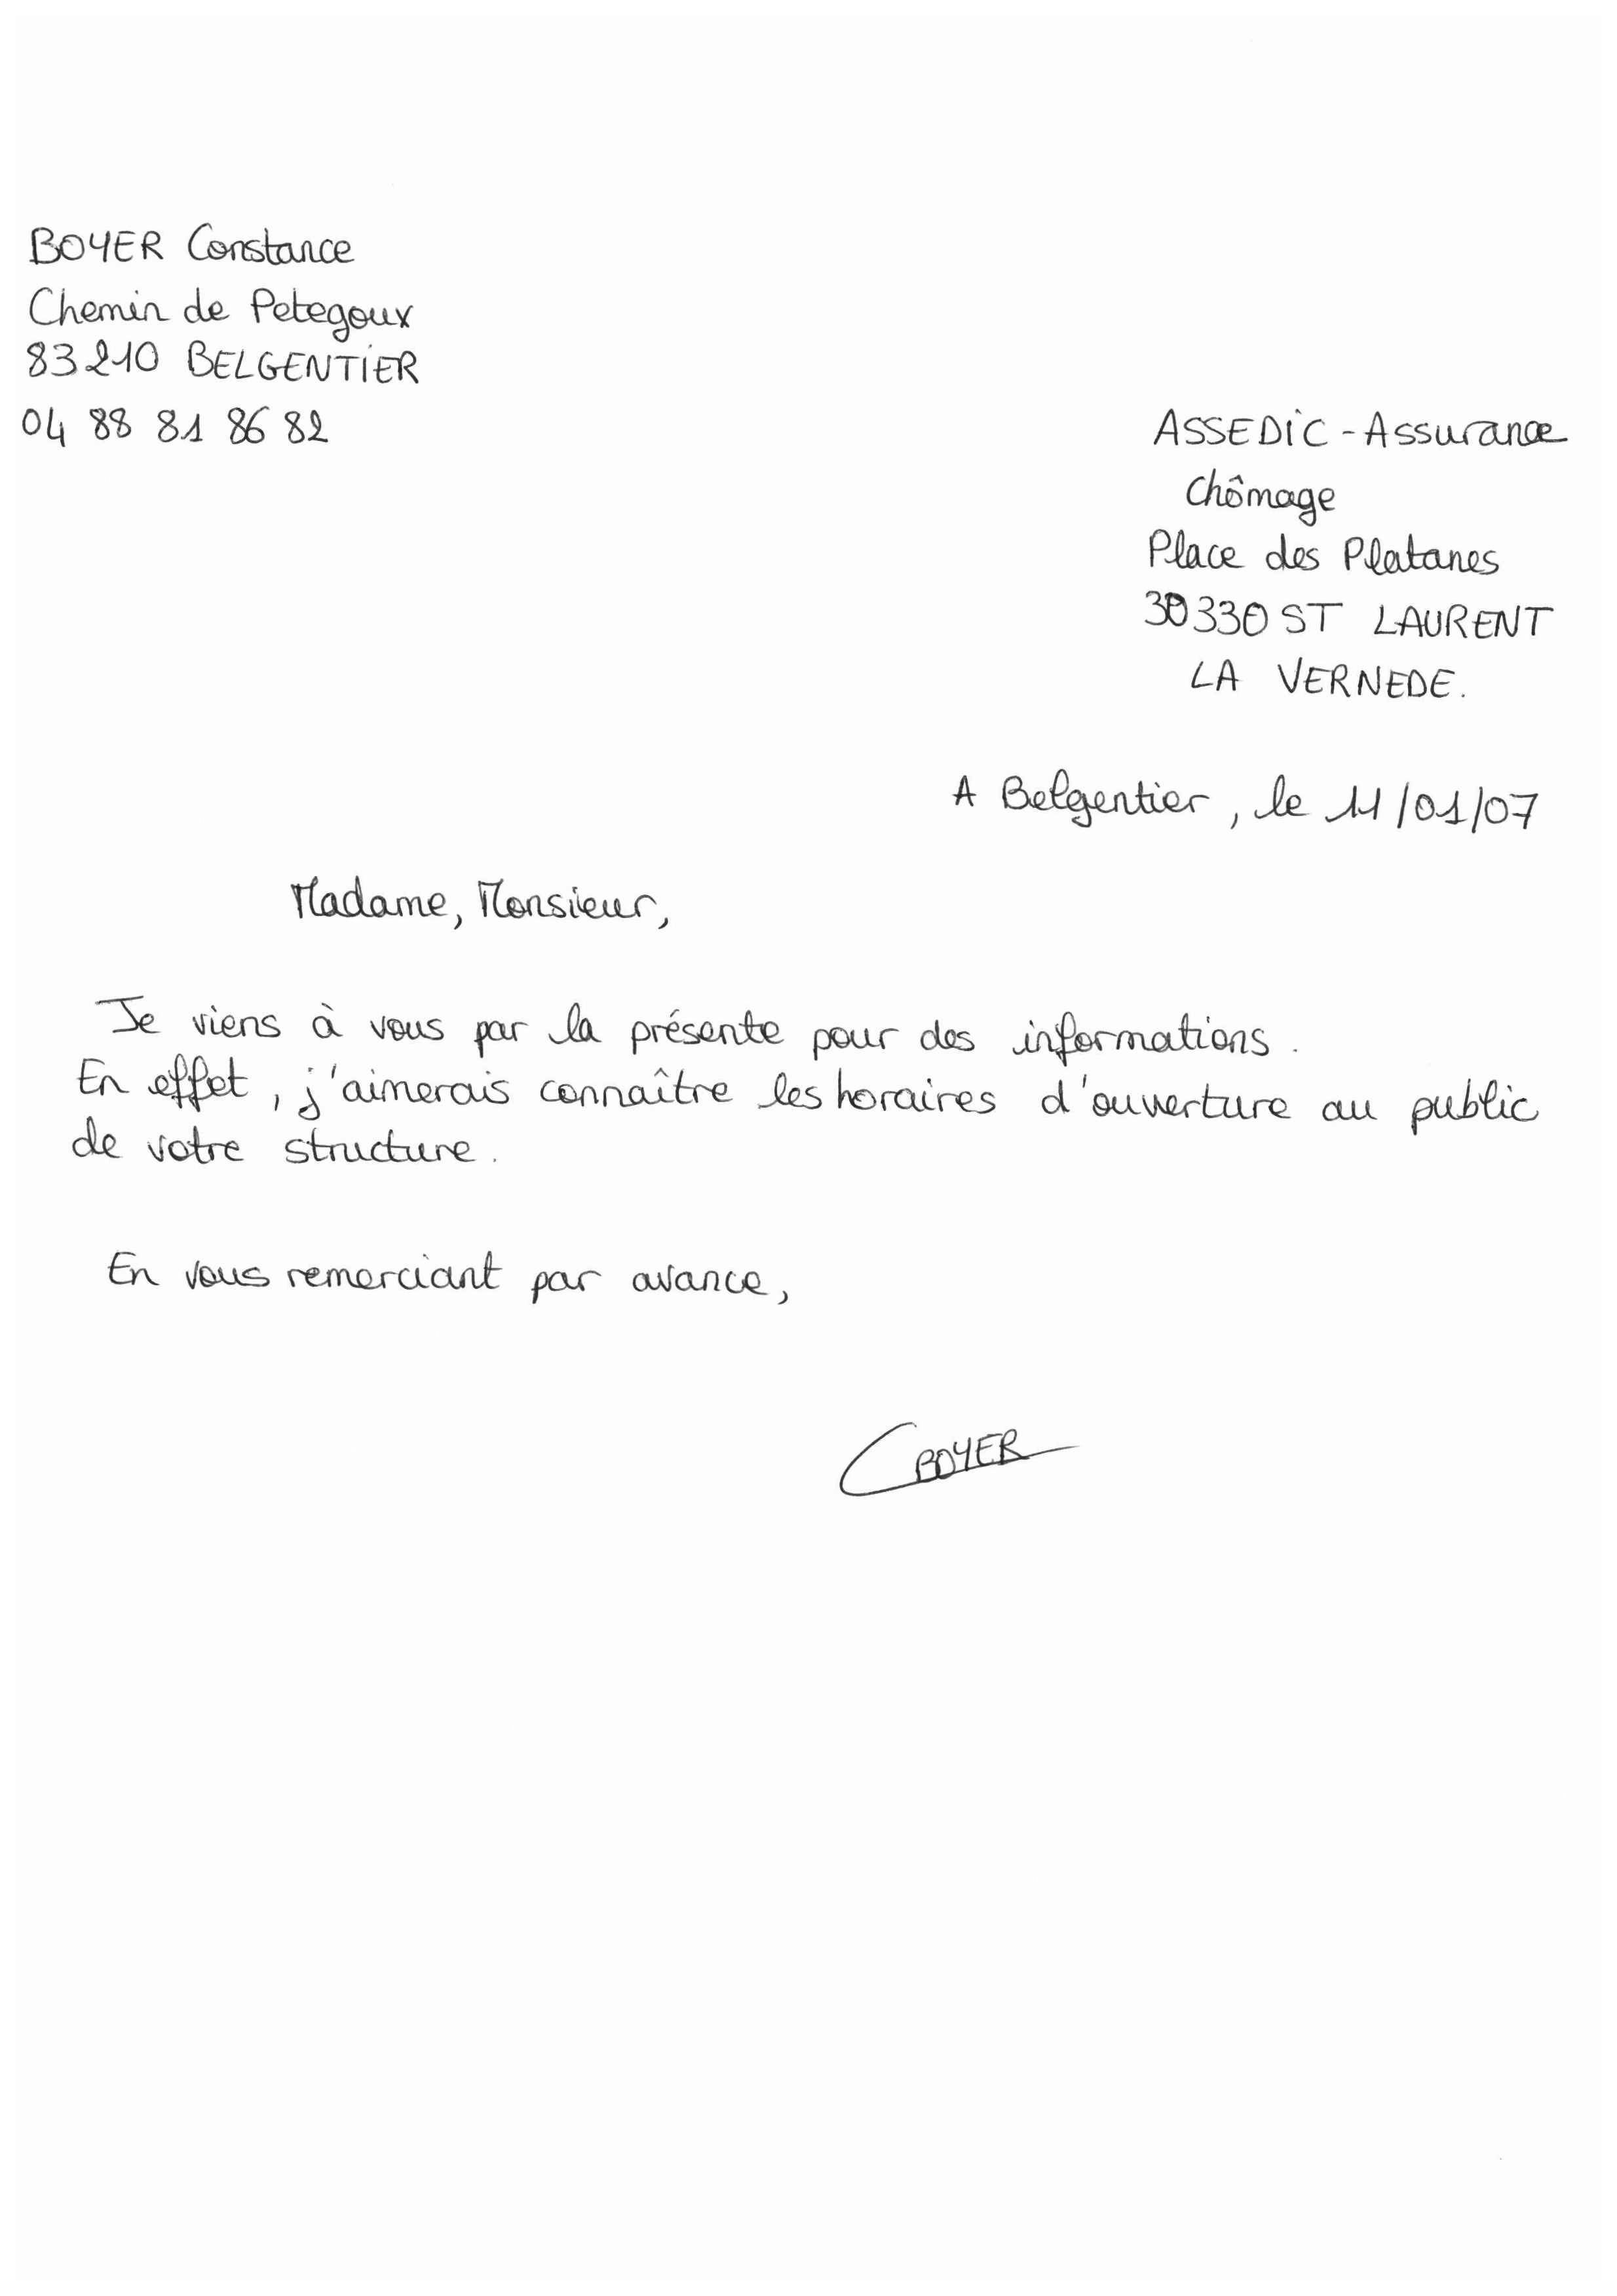 BOYER Constance
Chemin de Petegoux
83210 BELGENTIER
04 88 81 86 82
ASSEDIC - Assurance
Chômage
Place des Platanes
30330 ST LAURENT
LA VERNEDE.
A Belgentier, le 11/01/07
Madame, Monsieur,
Je viens à vous par la présente pour des informations.
En effet, j'aimerais connaître les horaires d'ouverture au public
de votre structure.
En vous remerciant par avance,
CBOYER